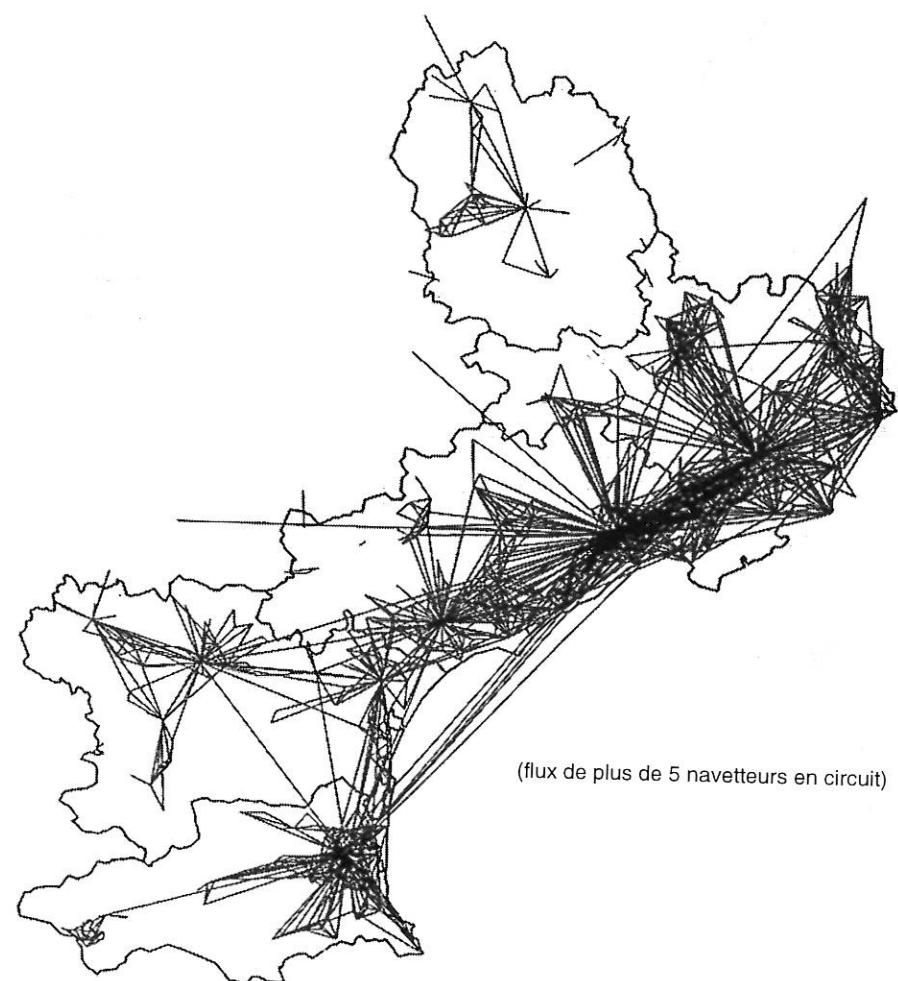 (flux de plus de 5 navetteurs en circuit)